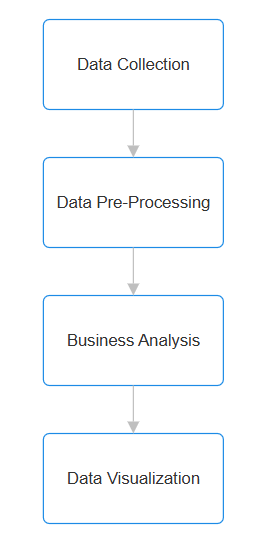 Data Collection
Data Pre-Processing
Business Analysis
Data Visualization